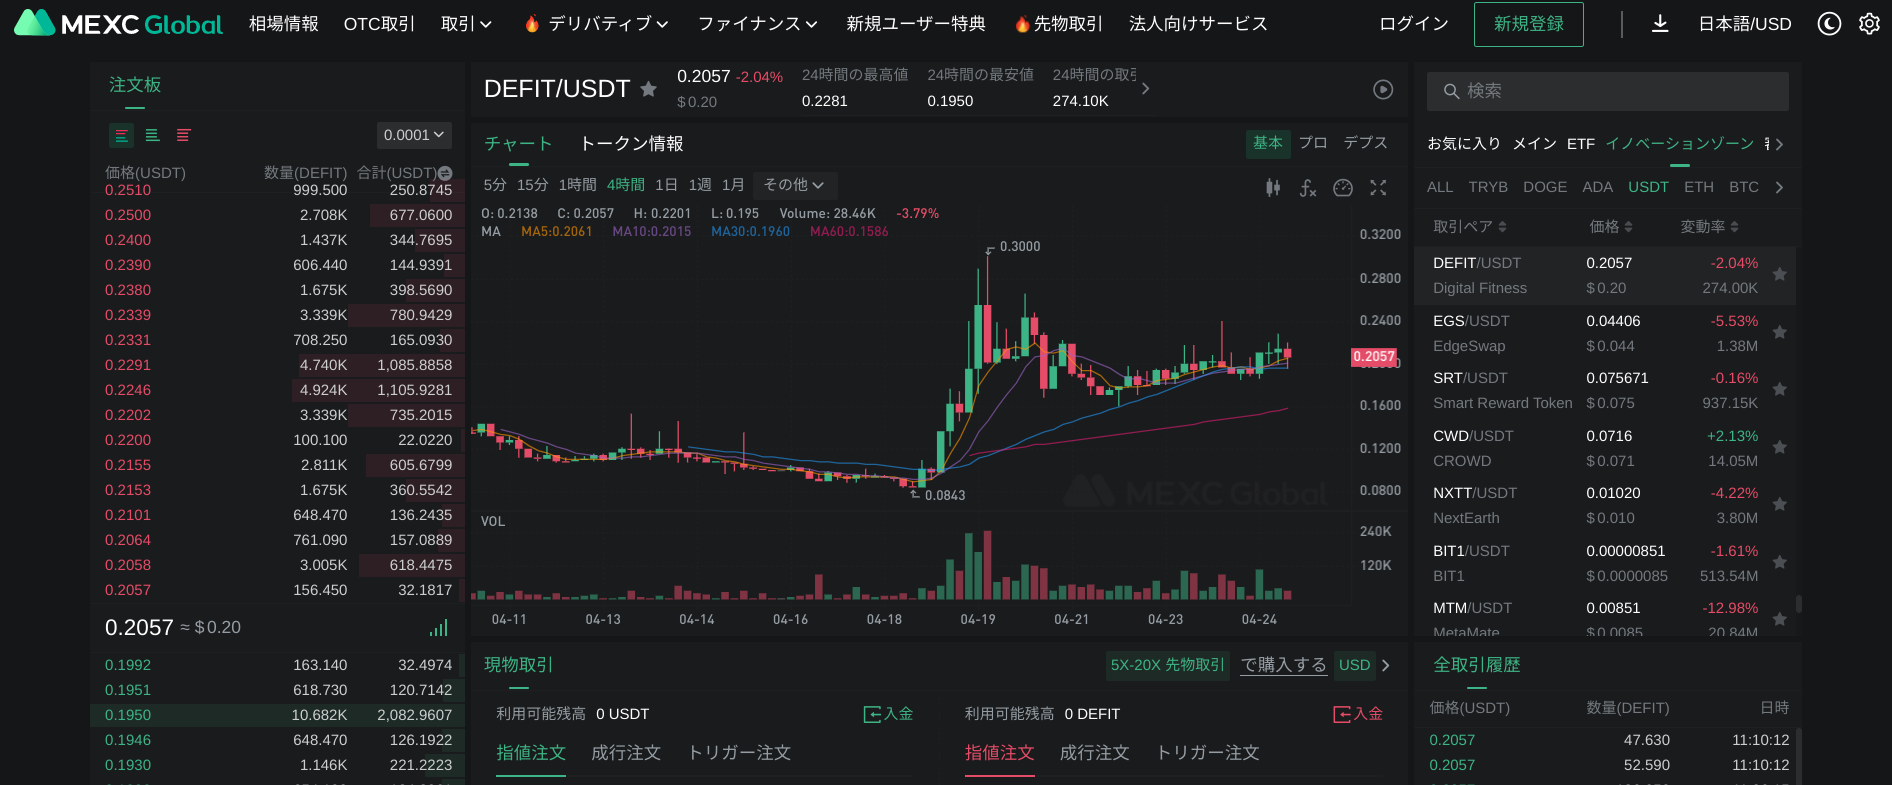 MEXC Global 相場情報 OTC取引 取引 デリバティブ ファイナンス 新規ユーザー特典 先物取引 法人向けサービス ログイン 新規登録 日本語/USD
注文板
0.0001
価格(USDT) 数量(DEFIT) 合計(USDT)
0.2510 999.500 250.8745
0.2500 2.708K 677.0600
0.2400 1.437K 344.7695
0.2390 606.440 144.9391
0.2380 1.675K 398.5690
0.2339 3.339K 780.9429
0.2331 708.250 165.0930
0.2291 4.740K 1,085.8858
0.2246 4.924K 1,105.9281
0.2202 3.339K 735.2015
0.2200 100.100 22.0220
0.2155 2.811K 605.6799
0.2153 1.675K 360.5542
0.2101 648.470 136.2435
0.2064 761.090 157.0889
0.2058 3.005K 618.4475
0.2057 156.450 32.1817
0.2057 ≈ $ 0.20
0.1992 163.140 32.4974
0.1951 618.730 120.7142
0.1950 10.682K 2,082.9607
0.1946 648.470 126.1922
0.1930 1.146K 221.2223
DEFIT/USDT
0.2057 -2.04%
$ 0.20
24時間の最高値 24時間の最安値 24時間の取引
0.2281 0.1950 274.10K
チャート トークン情報 基本 プロ デプス
5分 15分 1時間 4時間 1日 1週 1月 その他
O: 0.2138 C: 0.2057 H: 0.2201 L: 0.195 Volume: 28.46K -3.79%
MA MA5:0.2061 MA10:0.2015 MA30:0.1960 MA60:0.1586
0.3000
0.0843
0.3200
0.2800
0.2400
0.2057
0.1600
0.1200
0.0800
MEXC Global
VOL
240K
120K
04-11 04-13 04-14 04-16 04-18 04-19 04-21 04-23 04-24
現物取引 5X-20X 先物取引 で購入する USD
利用可能残高 0 USDT 入金
指値注文 成行注文 トリガー注文
利用可能残高 0 DEFIT 入金
指値注文 成行注文 トリガー注文
検索
お気に入り メイン ETF イノベーションゾーン
ALL TRYB DOGE ADA USDT ETH BTC
取引ペア 価格 変動率
DEFIT/USDT 0.2057 -2.04%
Digital Fitness $ 0.20 274.00K
EGS/USDT 0.04406 -5.53%
EdgeSwap $ 0.044 1.38M
SRT/USDT 0.075671 -0.16%
Smart Reward Token $ 0.075 937.15K
CWD/USDT 0.0716 +2.13%
CROWD $ 0.071 14.05M
NXTT/USDT 0.01020 -4.22%
NextEarth $ 0.010 3.80M
BIT1/USDT 0.00000851 -1.61%
BIT1 $ 0.0000085 513.54M
MTM/USDT 0.00851 -12.98%
MetaMate $ 0.0085 20.84M
全取引履歴
価格(USDT) 数量(DEFIT) 日時
0.2057 47.630 11:10:12
0.2057 52.590 11:10:12